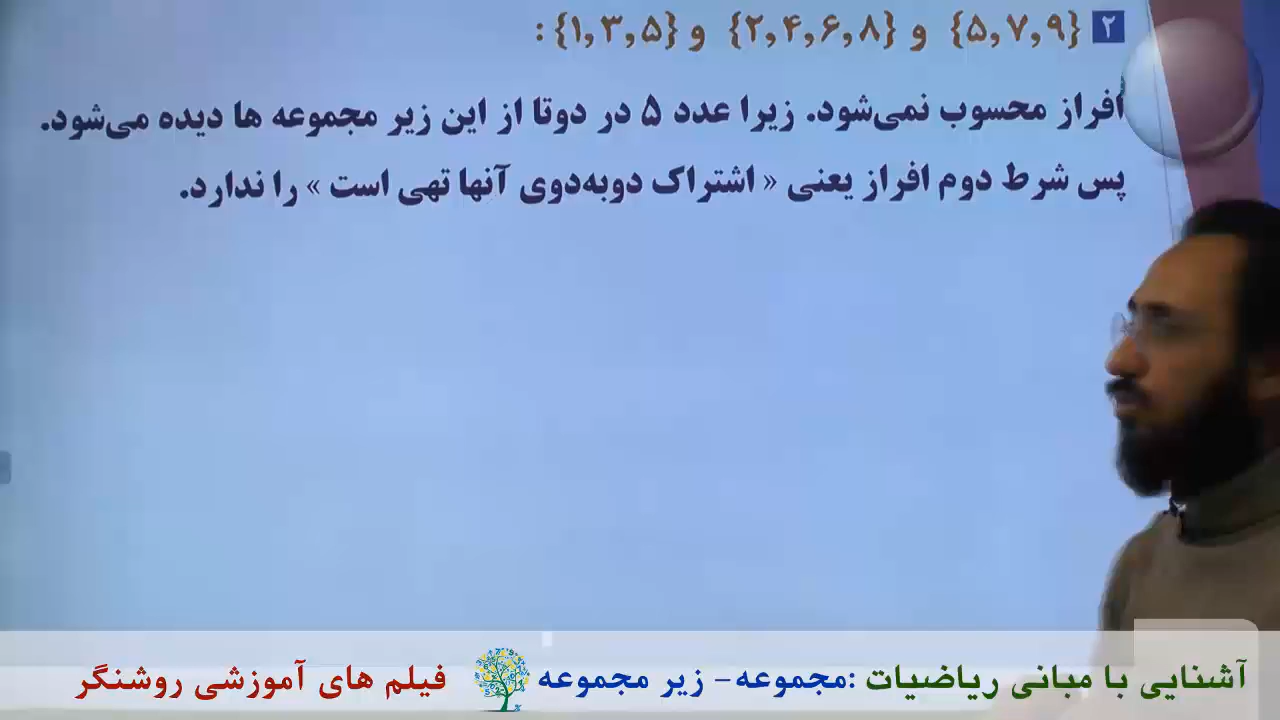 ۲ {۵,۷,۹} و {۲,۴,۶,۸} و {۱,۳,۵} :
افراز محسوب نمی‌شود. زیرا عدد ۵ در دوتا از این زیر مجموعه ها دیده می‌شود.
پس شرط دوم افراز یعنی « اشتراک دوبه‌دوی آنها تهی است » را ندارد.
آشنایی با مبانی ریاضیات :مجموعه- زیر مجموعه
فیلم های آموزشی روشنگر